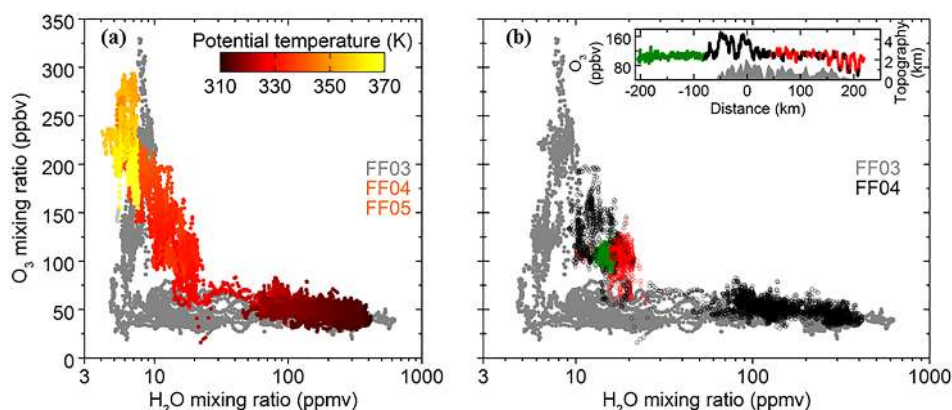 (a)
Potential temperature (K)
310 330 350 370
O3 mixing ratio (ppbv)
350
300
250
200
150
100
50
0
FF03
FF04
FF05
3 10 100 1000
H2O mixing ratio (ppmv)
(b)
O3
(ppbv)
160
80
4
2
0
Topography
(km)
-200 -100 0 100 200
Distance (km)
FF03
FF04
3 10 100 1000
H2O mixing ratio (ppmv)